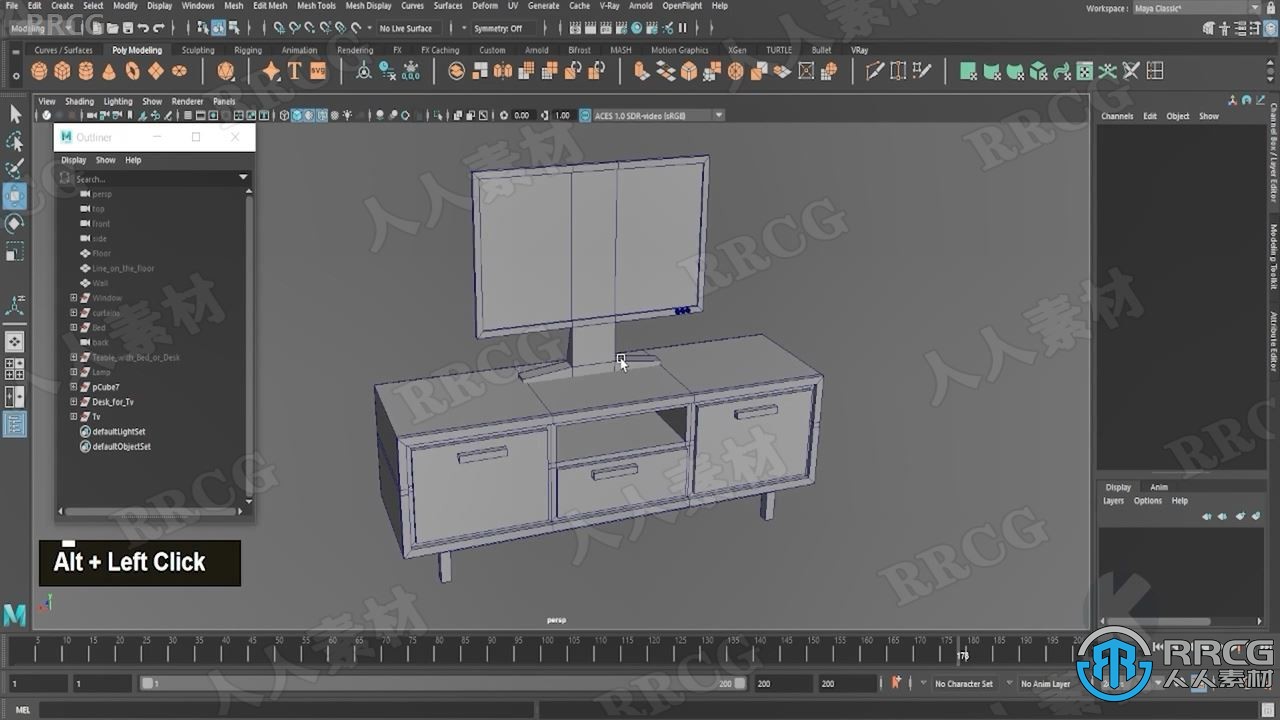 File Edit Create Select Modify Display Windows Mesh Edit Mesh Mesh Tools Mesh Display Curves Surfaces Deform UV Generate Cache V-Ray Arnold OpenFlight Help
Workspace : Maya Classic*
Modeling
No Live Surface
Symmetry: Off
Curves / Surfaces Poly Modeling Sculpting Rigging Animation Rendering FX FX Caching Custom Arnold Bifrost MASH Motion Graphics XGen TURTLE Bullet VRay
View Shading Lighting Show Renderer Panels
0.00 1.00 ACES 1.0 SDR-video (sRGB)
Channels Edit Object Show
Channel Box / Layer Editor
Modeling Toolkit
Attribute Editor
Outliner
Display Show Help
Search...
persp
top
front
side
Floor
Line_on_the_floor
Wall
Window
curtains
Bed
back
Teable_with_Bed_or_Desk
Lamp
pCube7
Desk_for_Tv
Tv
defaultLightSet
defaultObjectSet
Alt + Left Click
persp
Display Anim
Layers Options Help
5 10 15 20 25 30 35 40 45 50 55 60 65 70 75 80 85 90 95 100 105 110 115 120 125 130 135 140 145 150 155 160 165 170 175 180 185 190 195
1 1 1 200 200 200
No Character Set
No Anim Layer
MEL
RRCG
人人素材